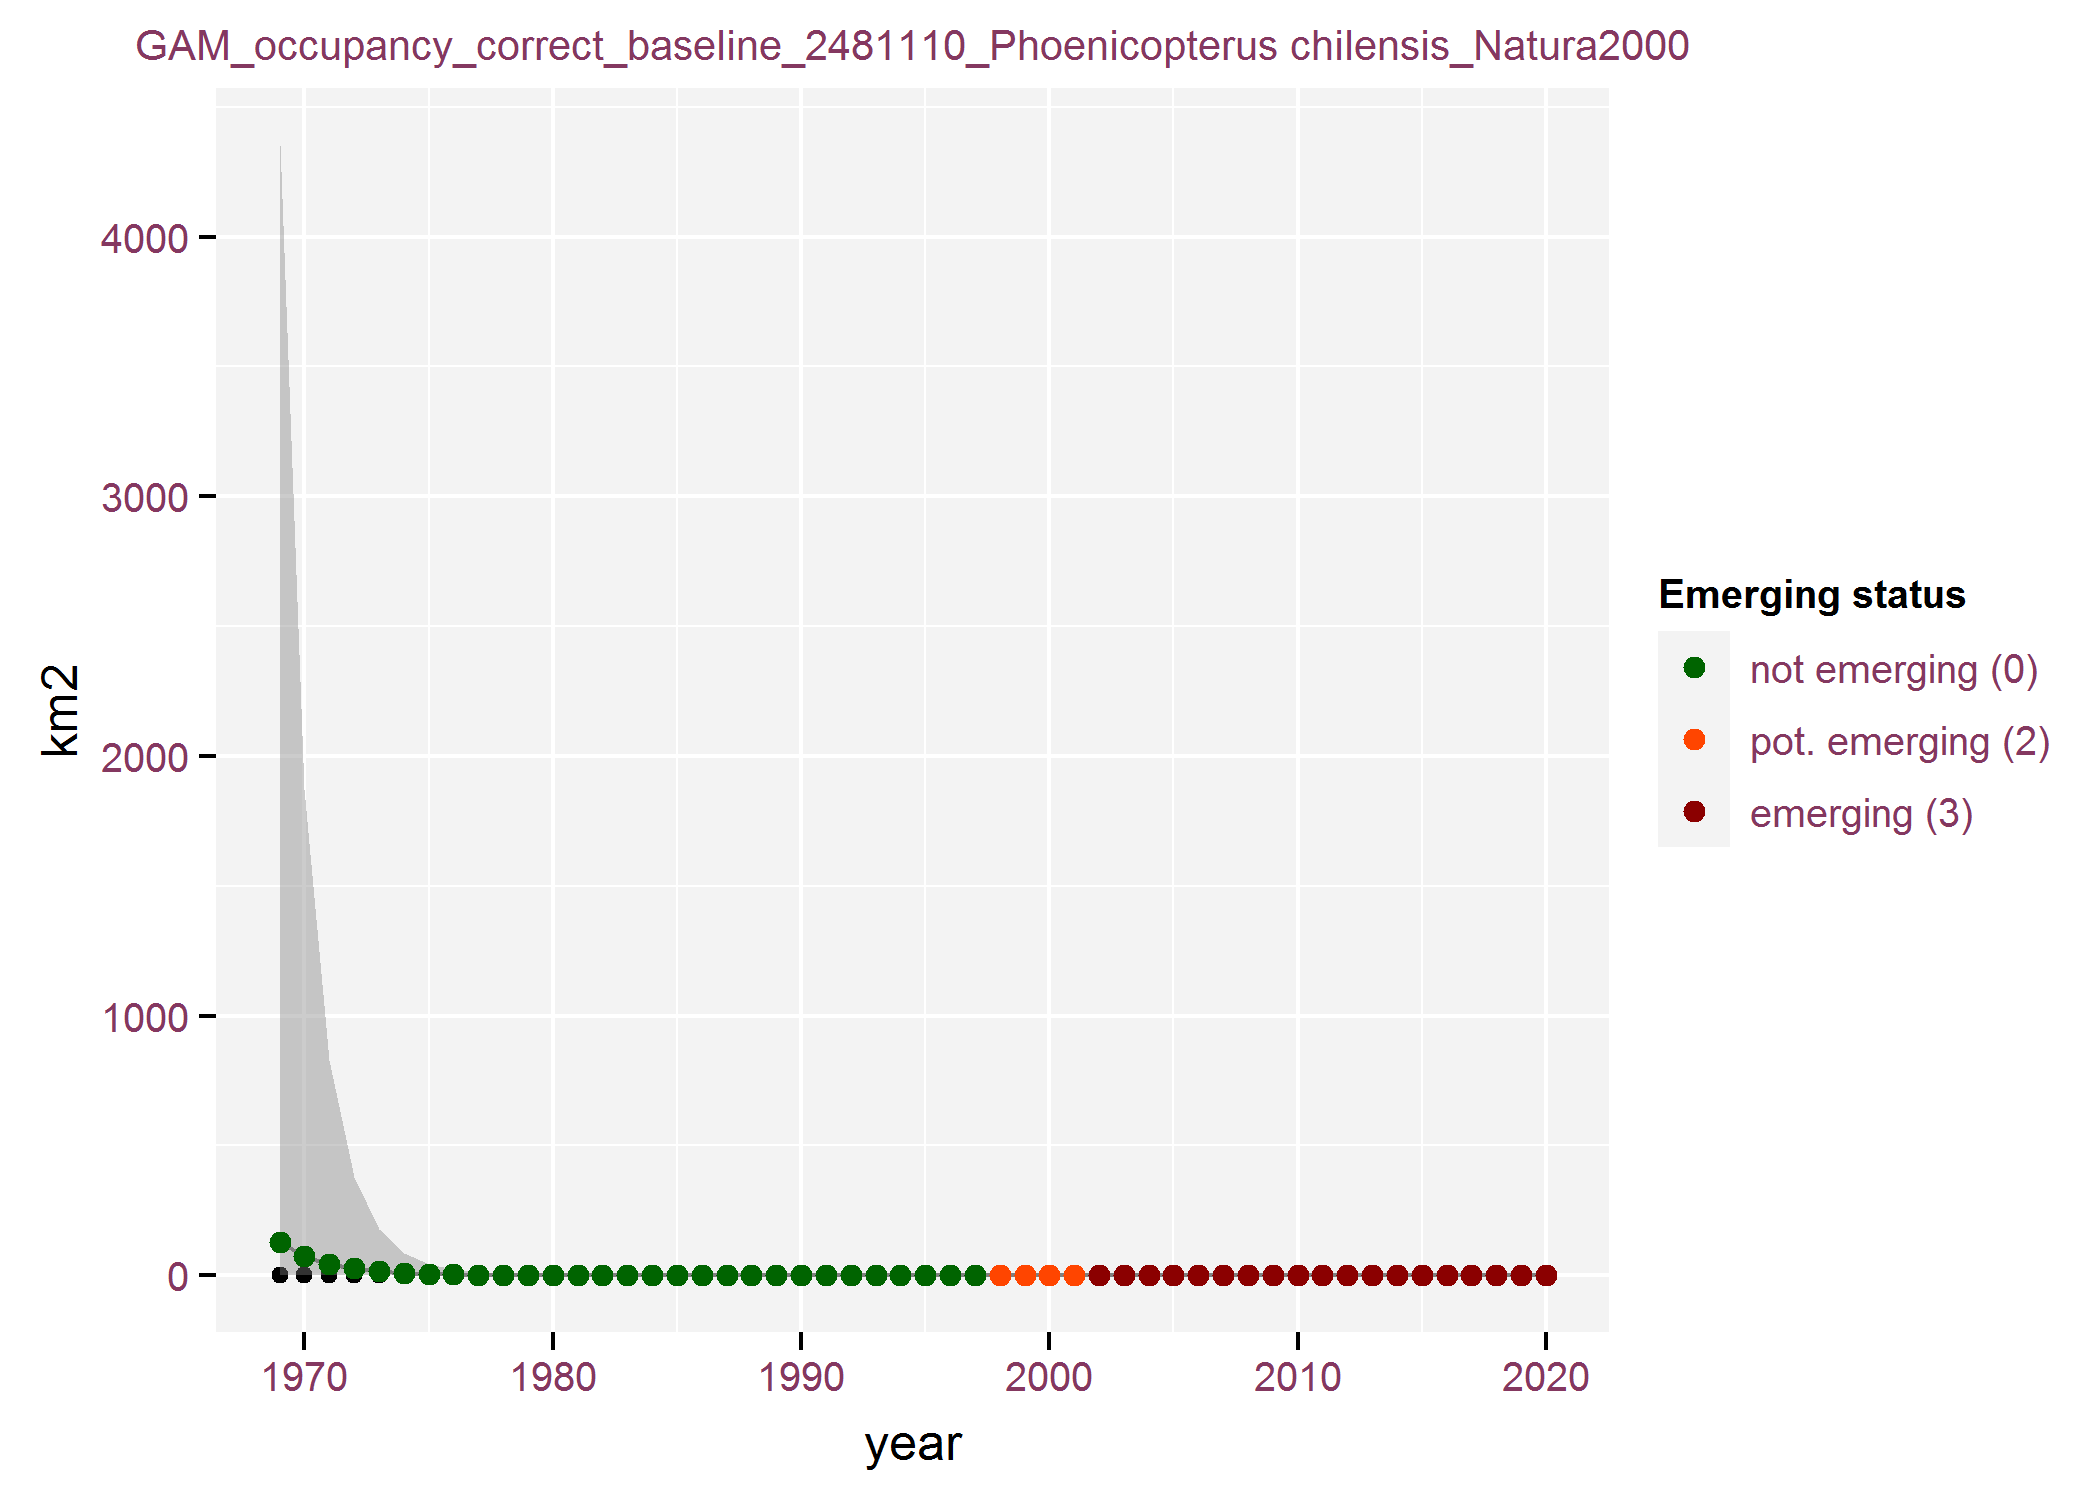 GAM_occupancy_correct_baseline_2481110_Phoenicopterus chilensis_Natura2000
km2
4000
3000
2000
1000
0
1970 1980 1990 2000 2010 2020
year
Emerging status
not emerging (0)
pot. emerging (2)
emerging (3)